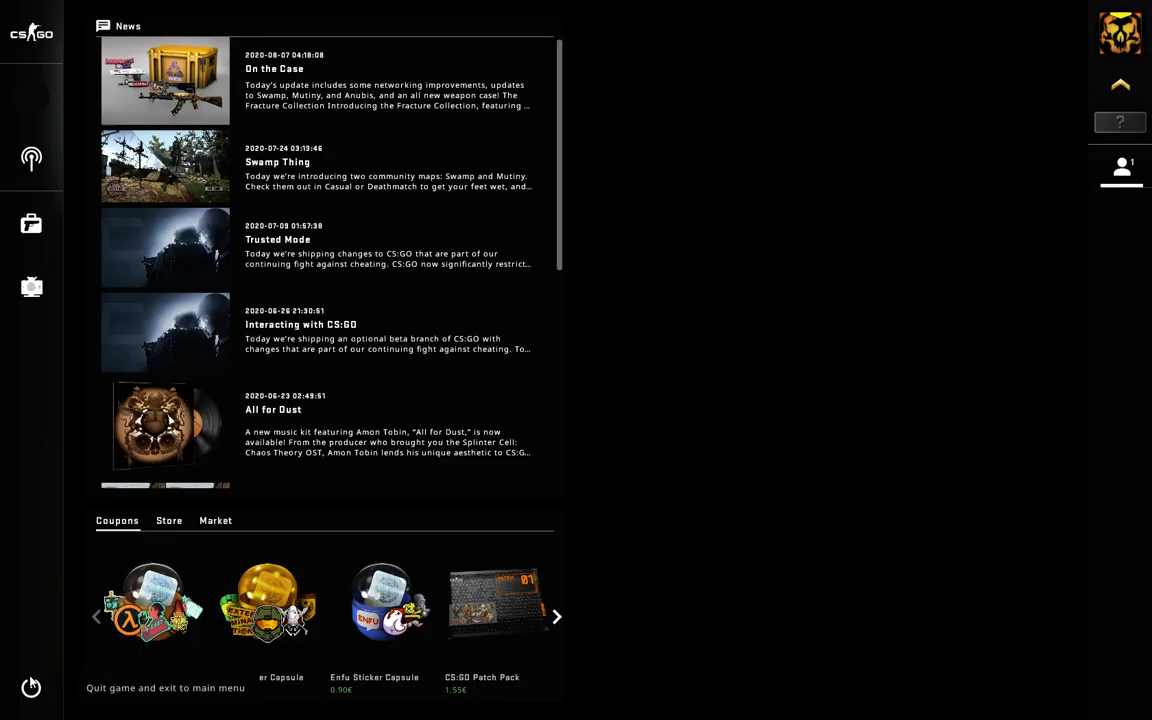 CS GO
News
2020-08-07 04:18:08
On the Case
Today's update includes some networking improvements, updates
to Swamp, Mutiny, and Anubis, and an all new weapon case! The
Fracture Collection Introducing the Fracture Collection, featuring ...
2020-07-24 03:13:46
Swamp Thing
Today we're introducing two community maps: Swamp and Mutiny.
Check them out in Casual or Deathmatch to get your feet wet, and...
2020-07-09 01:57:38
Trusted Mode
Today we're shipping changes to CS:GO that are part of our
continuing fight against cheating. CS:GO now significantly restrict...
2020-06-26 21:30:51
Interacting with CS:GO
Today we're shipping an optional beta branch of CS:GO with
changes that are part of our continuing fight against cheating. To...
2020-06-23 02:49:51
All for Dust
A new music kit featuring Amon Tobin, "All for Dust," is now
available! From the producer who brought you the Splinter Cell:
Chaos Theory OST, Amon Tobin lends his unique aesthetic to CS:G...
?
1
Coupons Store Market
ENFU
PATCH 01
er Capsule
Enfu Sticker Capsule
0.90€
CS:GO Patch Pack
1.55€
Quit game and exit to main menu